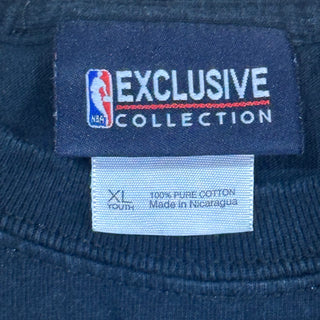 EXCLUSIVE
NBA
COLLECTION
XL
YOUTH
100% PURE COTTON
Made in Nicaragua